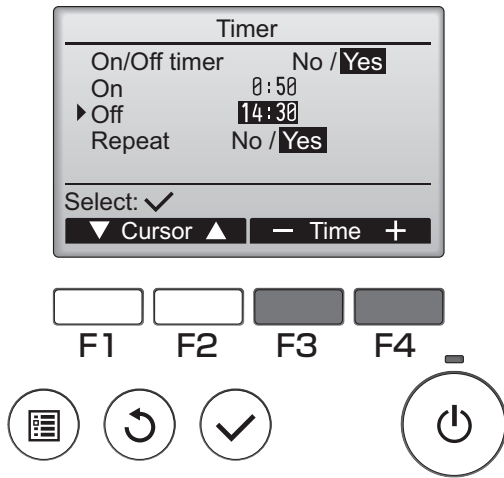 Timer
On/Off timer No / Yes
On 0:50
Off 14:30
Repeat No / Yes
Select:
Cursor − Time +
F1 F2 F3 F4